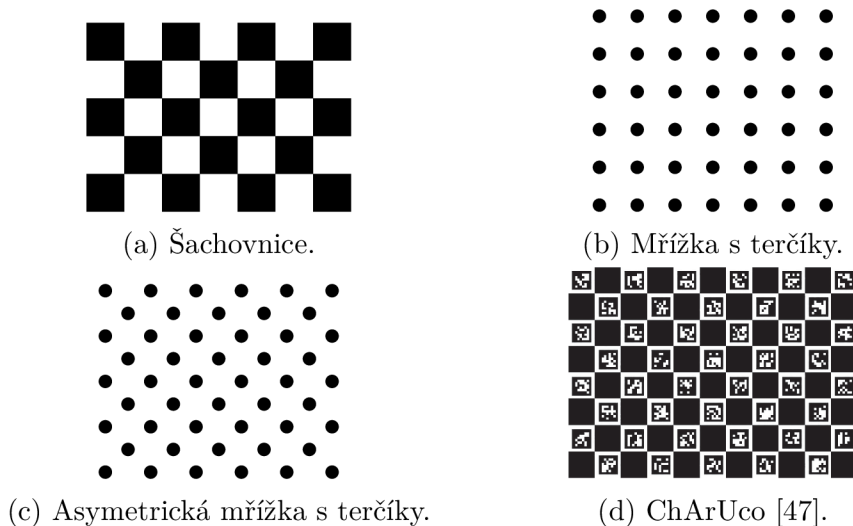 (a) Šachovnice.
(b) Mřížka s terčíky.
(c) Asymetrická mřížka s terčíky.
(d) ChArUco [47].